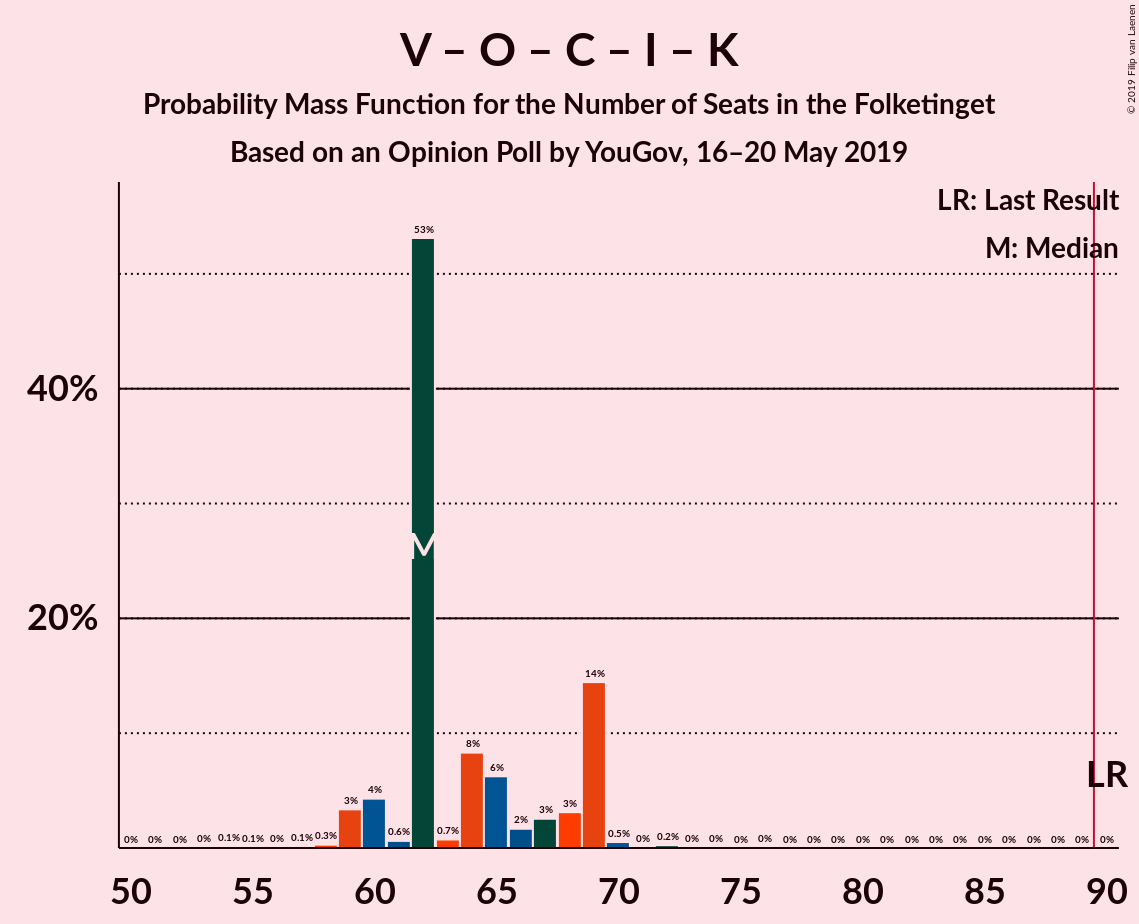 V – O – C – I – K
Probability Mass Function for the Number of Seats in the Folketinget
Based on an Opinion Poll by YouGov, 16–20 May 2019
© 2019 Filip van Laenen
LR: Last Result
M: Median
53%
40%
M
20%
14%
8%
6%
4%
3%
2%
3%
3%
LR
0% 0% 0% 0% 0.1% 0.1% 0% 0.1% 0.3% 0.6% 0.7% 0.5% 0% 0.2% 0% 0% 0% 0% 0% 0% 0% 0% 0% 0% 0% 0% 0% 0% 0% 0% 0% 0%
50 55 60 65 70 75 80 85 90